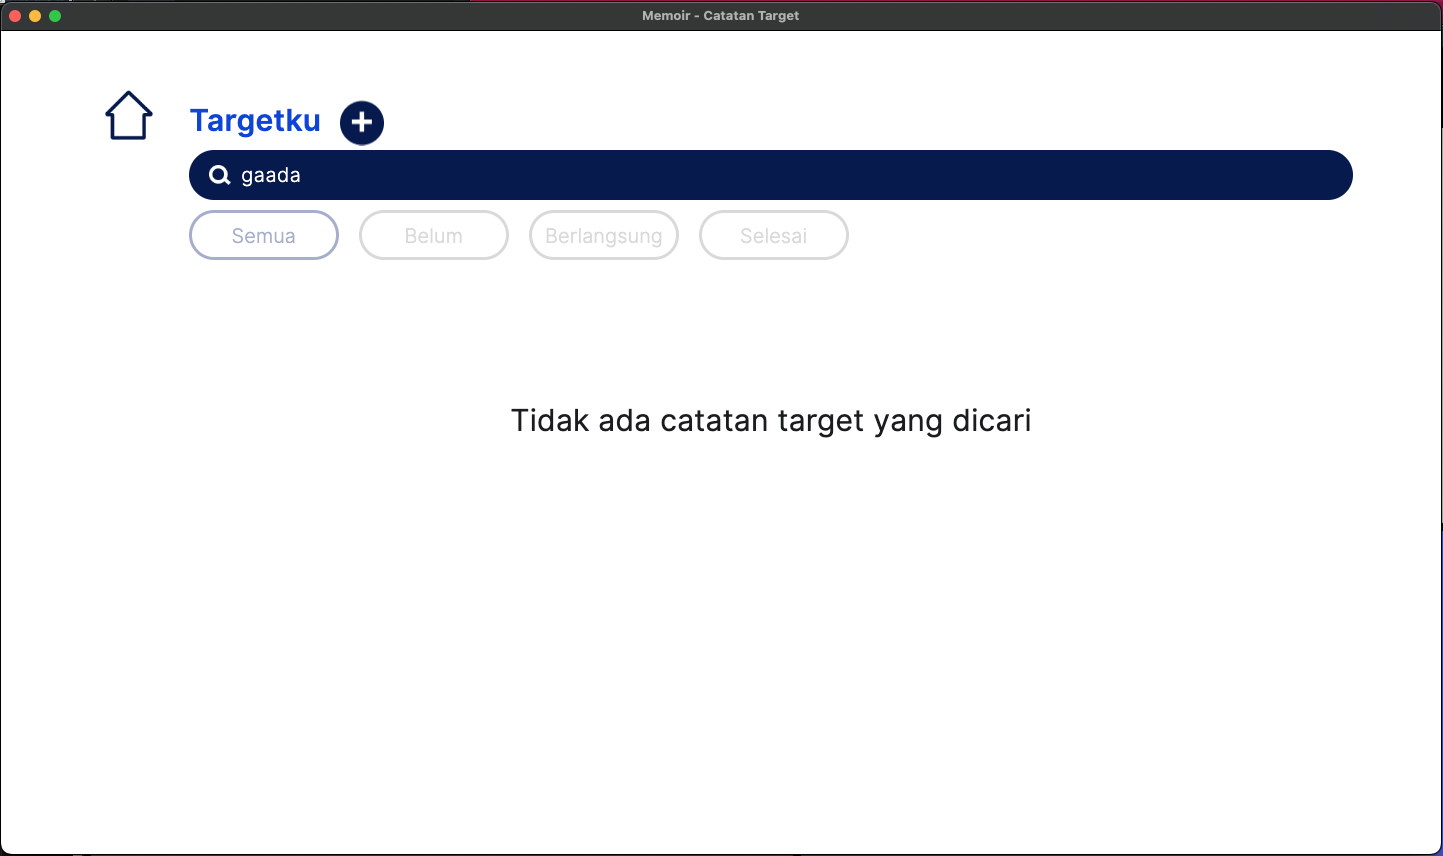 Memoir - Catatan Target
Targetku
gaada
Semua Belum Berlangsung Selesai
Tidak ada catatan target yang dicari